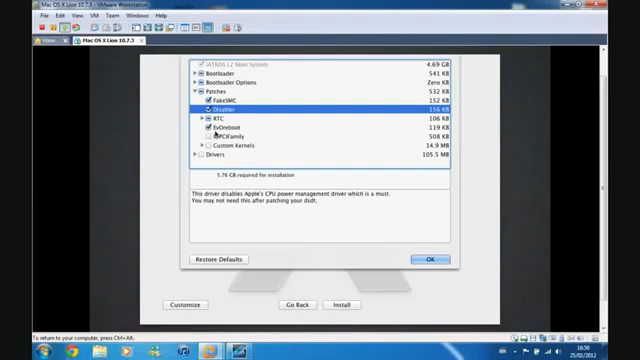 Mac OS X Lion 10.7.3 - VMware Workstation
File Edit View VM Team Windows Help
Home Mac OS X Lion 10.7.3
iATKOS L2 Main System 4.69 GB
Bootloader 541 KB
Bootloader Options Zero KB
Patches 532 KB
FakeSMC 152 KB
Disabler 156 KB
RTC 106 KB
EvOreboot 119 KB
IOPCIFamily 508 KB
Custom Kernels 14.9 MB
Drivers 105.5 MB
5.76 GB required for installation
This driver disables Apple's CPU power management driver which is a must.
You may not need this after patching your dsdt.
Restore Defaults OK
Customize Go Back Install
To return to your computer, press Ctrl+Alt.
16:50
25/01/2012